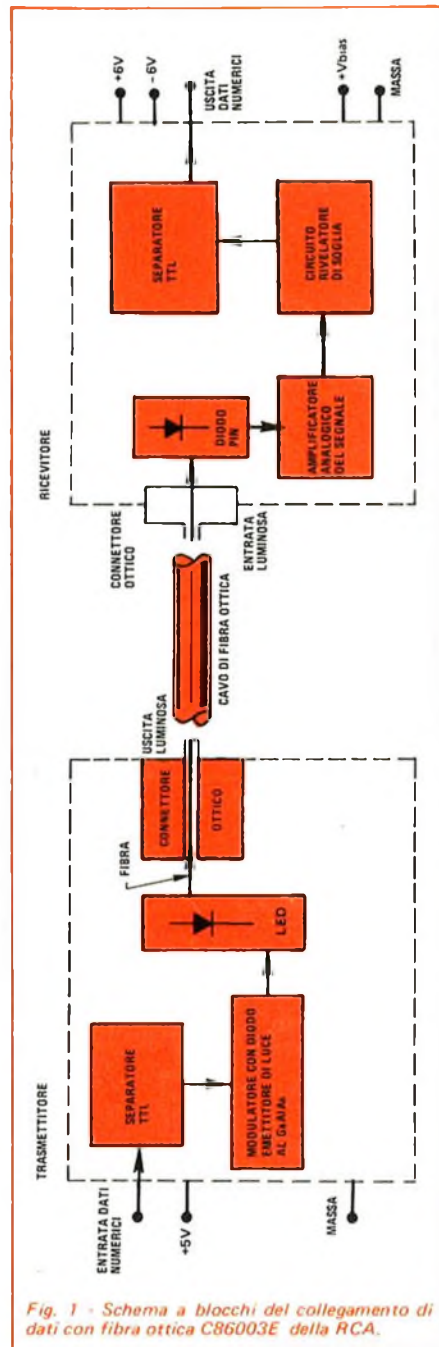 TRASMETTITORE
ENTRATA DATI
NUMERICI
+5V
MASSA
SEPARATORE
TTL
MODULATORE CON DIODO
EMETTITORE DI LUCE
AL GaAlAs
LED
FIBRA
CONNETTORE
OTTICO
USCITA
LUMINOSA
CAVO DI FIBRA OTTICA
RICEVITORE
CONNETTORE
OTTICO
ENTRATA
LUMINOSA
DIODO
PIN
AMPLIFICATORE
ANALOGICO
DEL SEGNALE
CIRCUITO
RIVELATORE
DI SOGLIA
SEPARATORE
TTL
+6V
-6V
USCITA
DATI
NUMERICI
+Vbias
MASSA
Fig. 1 - Schema a blocchi del collegamento di
dati con fibra ottica C86003E della RCA.